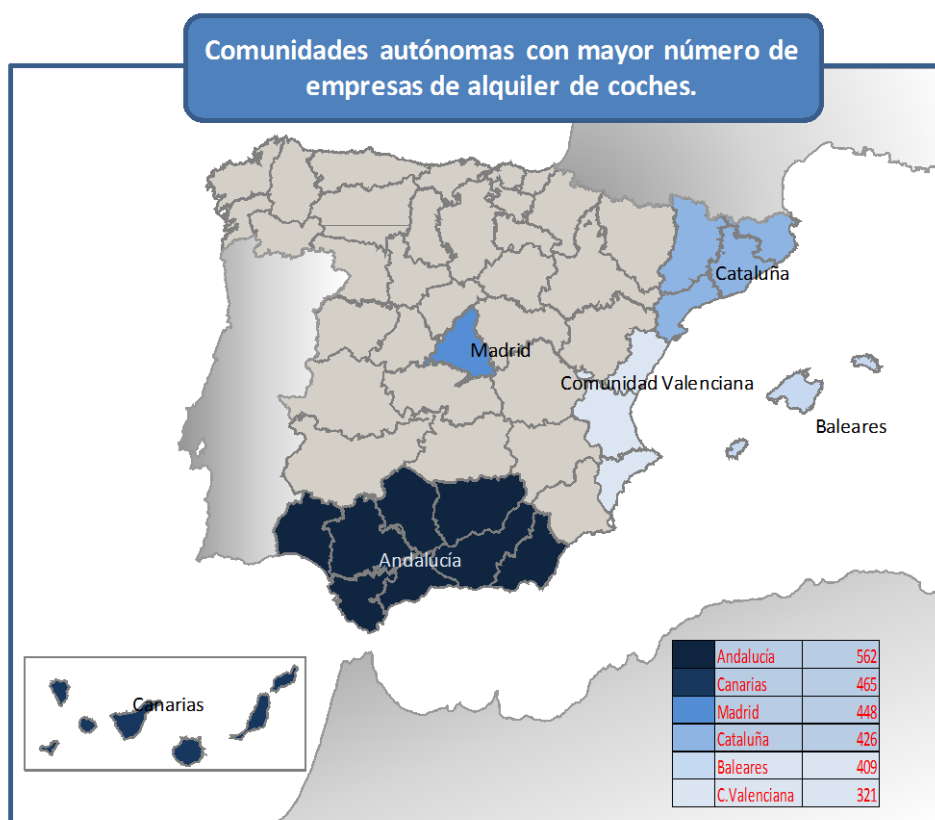 Comunidades autónomas con mayor número de
empresas de alquiler de coches.
Cataluña
Madrid
Comunidad Valenciana
Baleares
Andalucía
Canarias
Andalucía 562
Canarias 465
Madrid 448
Cataluña 426
Baleares 409
C.Valenciana 321